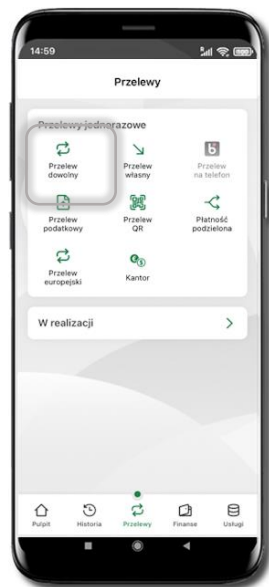 14:59
Przelewy
Przelewy jednorazowe
Przelew dowolny
Przelew własny
Przelew na telefon
Przelew podatkowy
Przelew QR
Płatność podzielona
Przelew europejski
Kantor
W realizacji
Pulpit
Historia
Przelewy
Finanse
Usługi